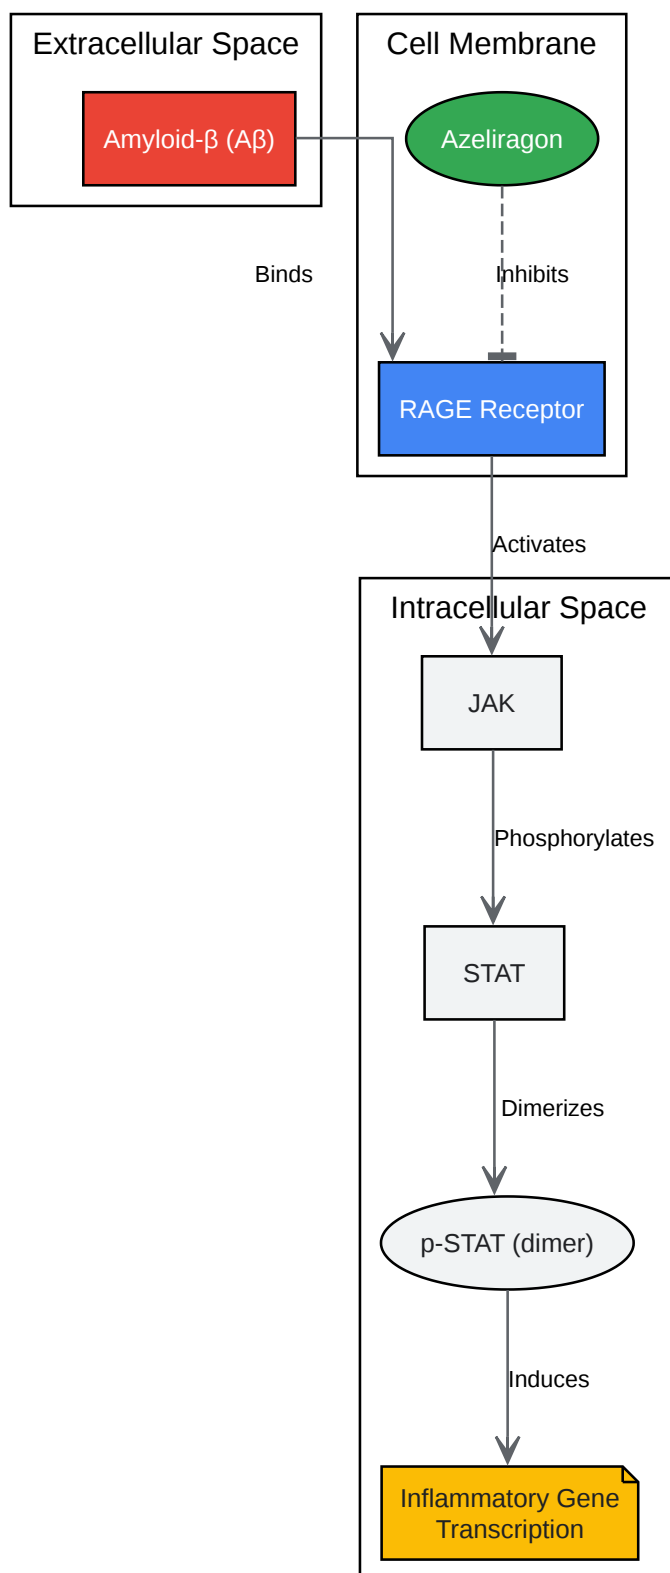 Extracellular Space
Cell Membrane
Amyloid-β (Aβ)
Azeliragon
Binds
Inhibits
RAGE Receptor
Activates
Intracellular Space
JAK
Phosphorylates
STAT
Dimerizes
p-STAT (dimer)
Induces
Inflammatory Gene
Transcription